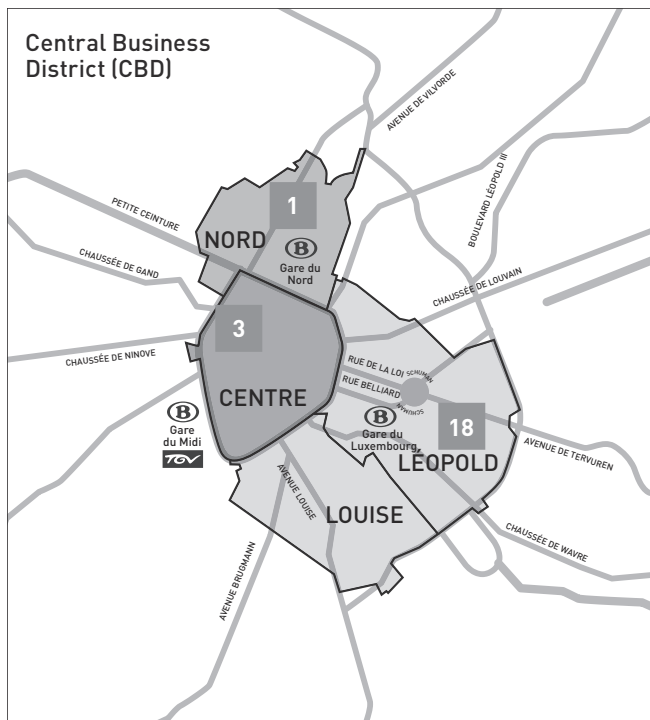 Central Business
District (CBD)
AVENUE DE VILVORDE
BOULEVARD LÉOPOLD III
PETITE CEINTURE
1
NORD
B
Gare du
Nord
CHAUSSÉE DE GAND
CHAUSSÉE DE LOUVAIN
3
CHAUSSÉE DE NINOVE
RUE DE LA LOI
SCHUMAN
RUE BELLIARD
SCHUMAN
CENTRE
B
Gare
du Midi
TGV
B
Gare du
Luxembourg
18
LÉOPOLD
AVENUE DE TERVUREN
AVENUE LOUISE
LOUISE
CHAUSSÉE DE WAVRE
AVENUE BRUGMANN